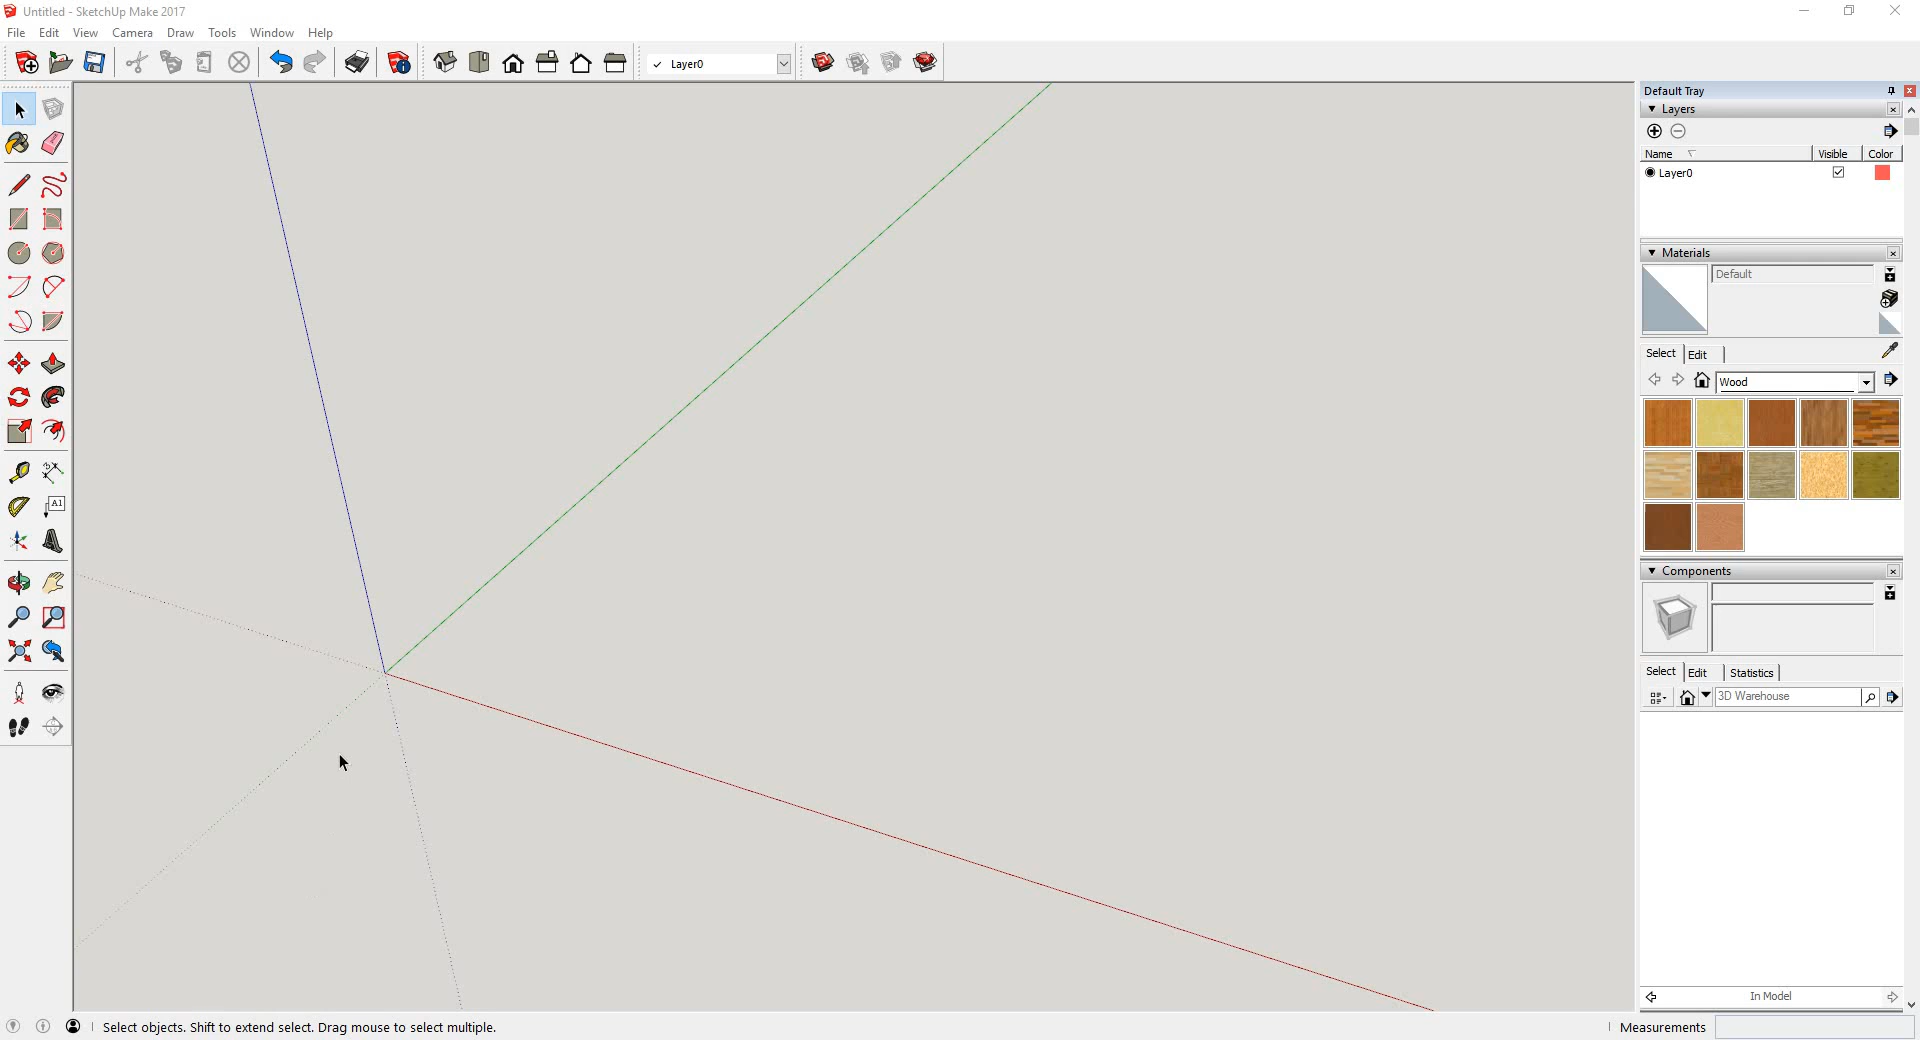 Untitled - SketchUp Make 2017
File Edit View Camera Draw Tools Window Help
Layer0
Default Tray
Layers
Name Visible Color
Layer0
Materials
Default
Select Edit
Wood
Components
Select Edit Statistics
3D Warehouse
In Model
A1
Select objects. Shift to extend select. Drag mouse to select multiple.
Measurements